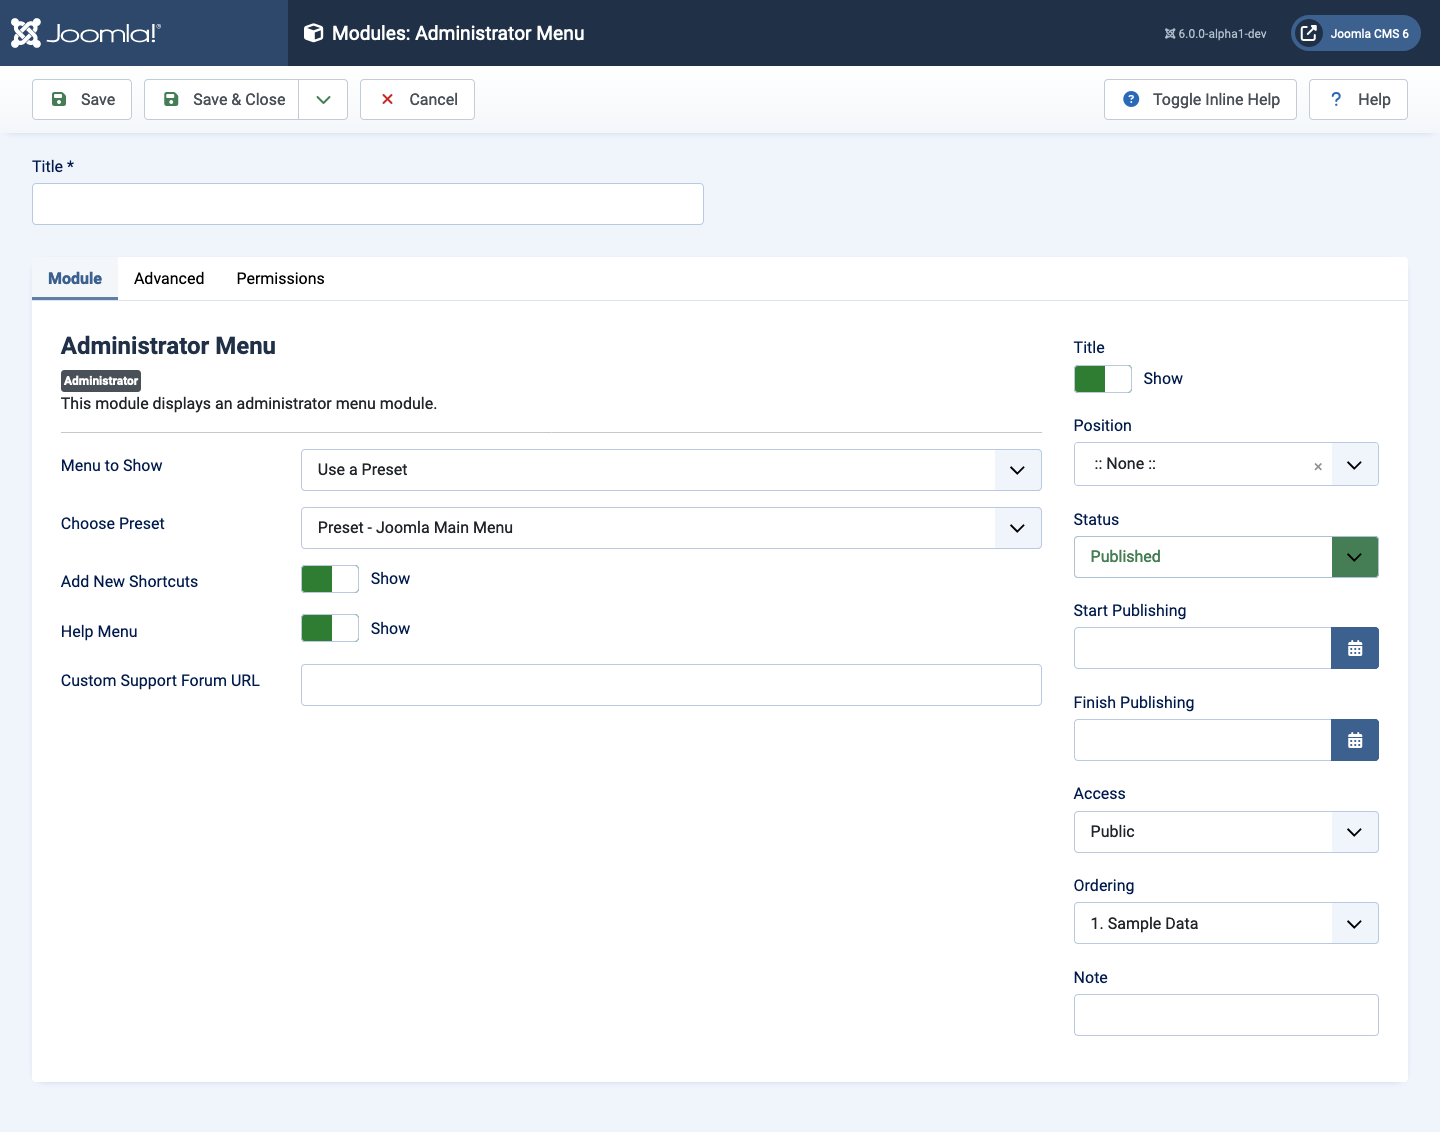 Joomla!®
Modules: Administrator Menu
6.0.0-alpha1-dev
Joomla CMS 6
Save
Save & Close
Cancel
Toggle Inline Help
? Help
Title *
Module
Advanced
Permissions
Administrator Menu
Administrator
This module displays an administrator menu module.
Menu to Show
Use a Preset
Choose Preset
Preset - Joomla Main Menu
Add New Shortcuts
Show
Help Menu
Show
Custom Support Forum URL
Title
Show
Position
:: None ::
×
Status
Published
Start Publishing
Finish Publishing
Access
Public
Ordering
1. Sample Data
Note